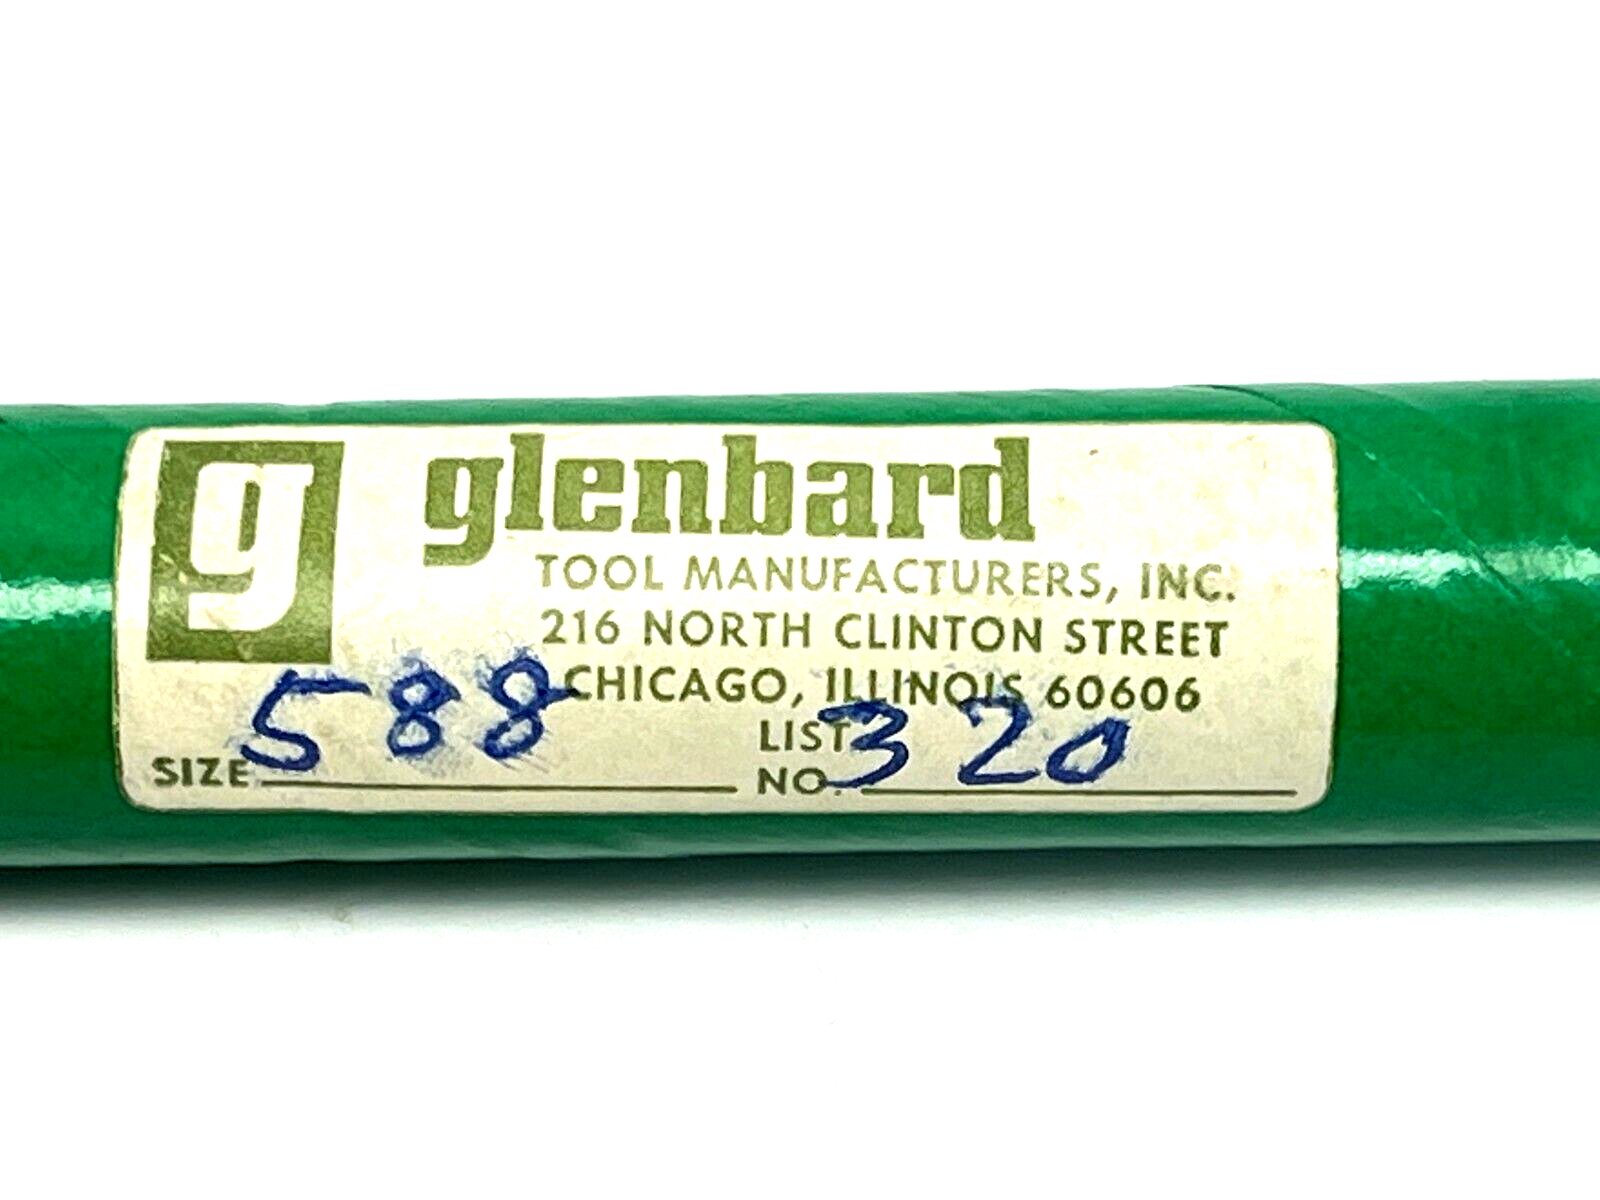 g glenbard
TOOL MANUFACTURERS, INC.
216 NORTH CLINTON STREET
CHICAGO, ILLINOIS 60606
SIZE 588 LIST NO. 320